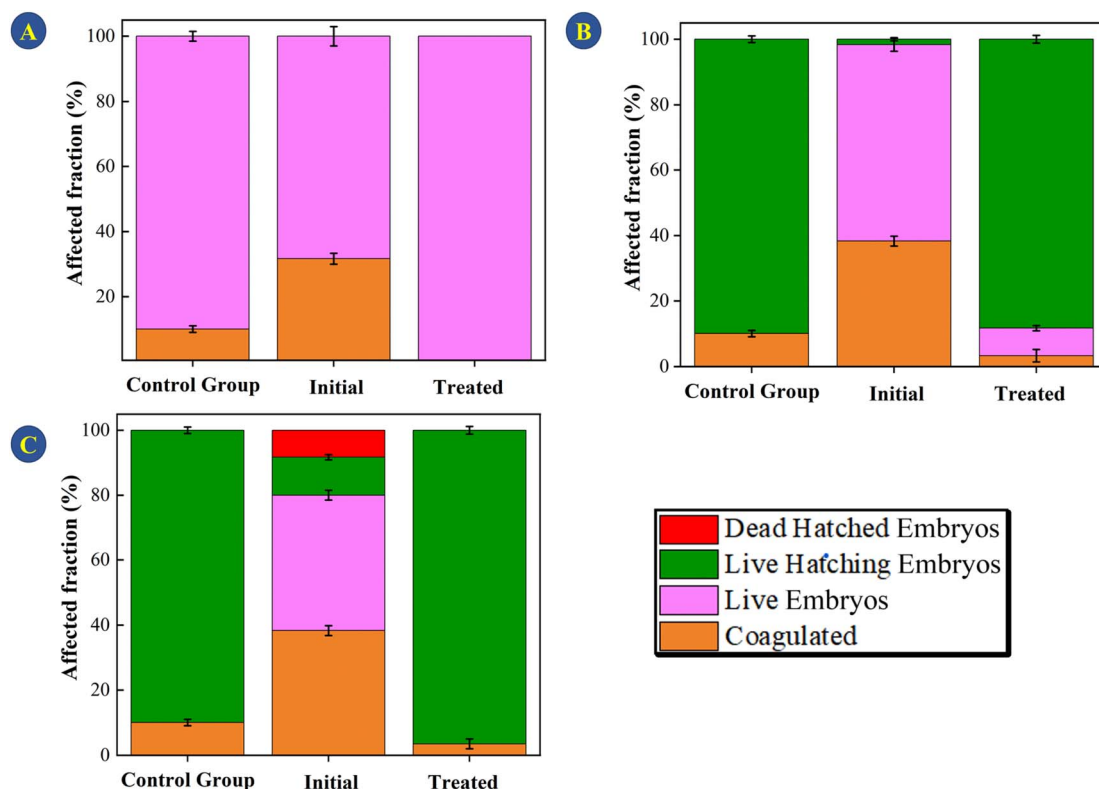 A
Affected fraction (%)
100
80
60
40
20
Control Group
Initial
Treated
B
Affected fraction (%)
100
80
60
40
20
0
Control Group
Initial
Treated
C
Affected fraction (%)
100
80
60
40
20
0
Control Group
Initial
Treated
Dead Hatched Embryos
Live Hatching Embryos
Live Embryos
Coagulated